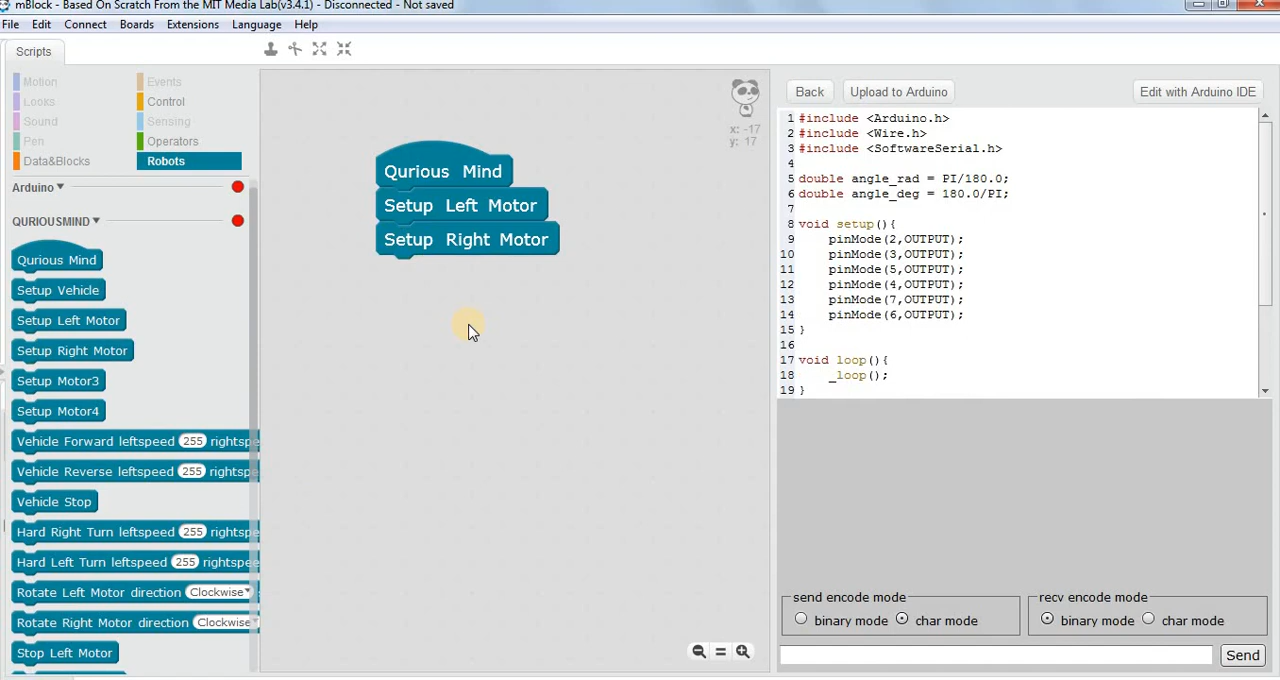 mBlock - Based On Scratch From the MIT Media Lab(v3.4.1) - Disconnected - Not saved
File Edit Connect Boards Extensions Language Help
Scripts
Motion Events
Looks Control
Sound Sensing
Pen Operators
Data&Blocks Robots
Arduino
QURIOUSMIND
Qurious Mind
Setup Vehicle
Setup Left Motor
Setup Right Motor
Setup Motor3
Setup Motor4
Vehicle Forward leftspeed 255 rightspe
Vehicle Reverse leftspeed 255 rightspe
Vehicle Stop
Hard Right Turn leftspeed 255 rightspe
Hard Left Turn leftspeed 255 rightspe
Rotate Left Motor direction Clockwise
Rotate Right Motor direction Clockwise
Stop Left Motor
Qurious Mind
Setup Left Motor
Setup Right Motor
x: -17
y: 17
Back Upload to Arduino Edit with Arduino IDE
1 #include <Arduino.h>
2 #include <Wire.h>
3 #include <SoftwareSerial.h>
4
5 double angle_rad = PI/180.0;
6 double angle_deg = 180.0/PI;
7
8 void setup(){
9 pinMode(2,OUTPUT);
10 pinMode(3,OUTPUT);
11 pinMode(5,OUTPUT);
12 pinMode(4,OUTPUT);
13 pinMode(7,OUTPUT);
14 pinMode(6,OUTPUT);
15 }
16
17 void loop(){
18 _loop();
19 }
send encode mode
binary mode char mode
recv encode mode
binary mode char mode
Send